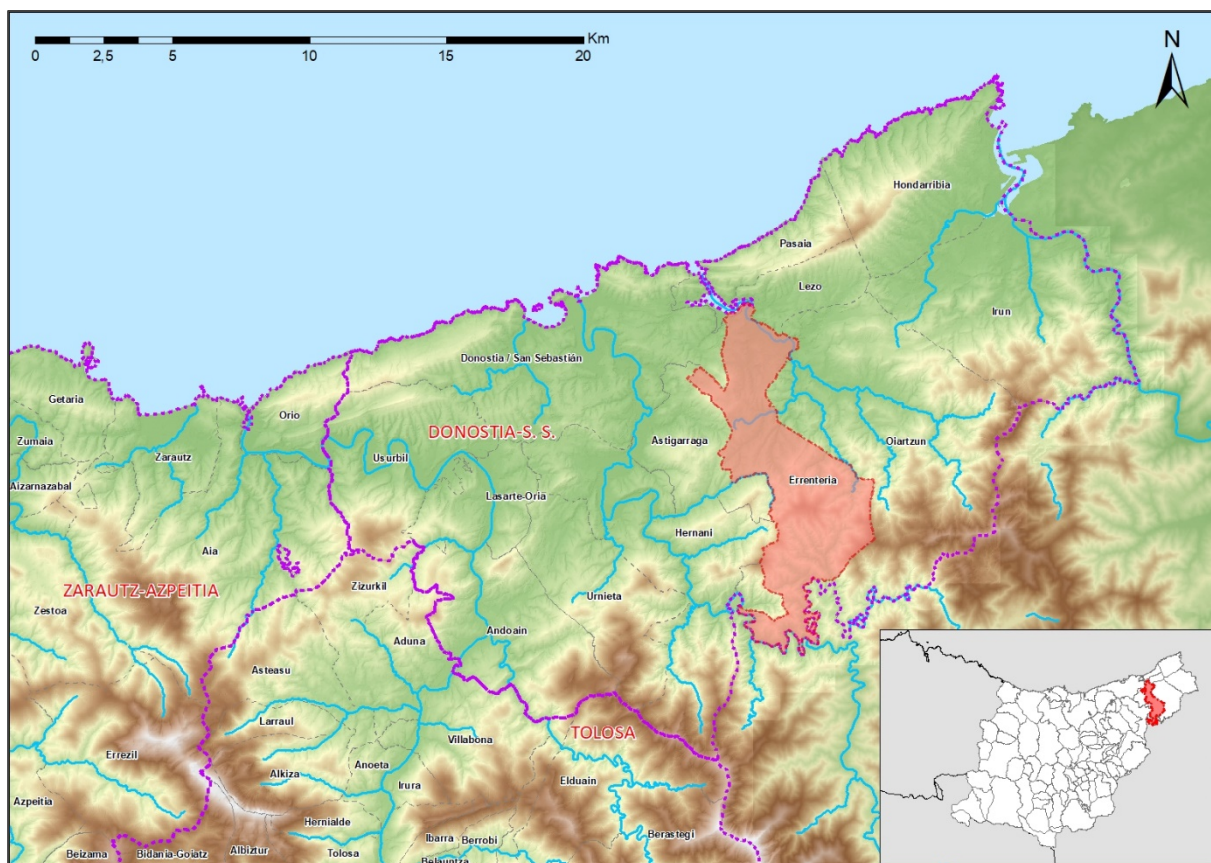 Km
0 2,5 5 10 15 20
N
Hondarribia
Pasaia
Lezo
Irun
Donostia / San Sebastián
Getaria
Orio
DONOSTIA-S. S.
Astigarraga
Oiartzun
Zumaia
Zarautz
Usurbil
Aizarnazabal
Errenteria
Lasarte-Oria
Hernani
Aia
ZARAUTZ-AZPEITIA
Zizurkil
Urnieta
Zestoa
Andoain
Aduna
Asteasu
Larraul
TOLOSA
Villabona
Errezil
Anoeta
Alkiza
Elduain
Irura
Azpeitia
Hernialde
Ibarra
Berrobi
Berastegi
Beizama
Bidania-Goiatz
Albiztur
Tolosa
Belauntza